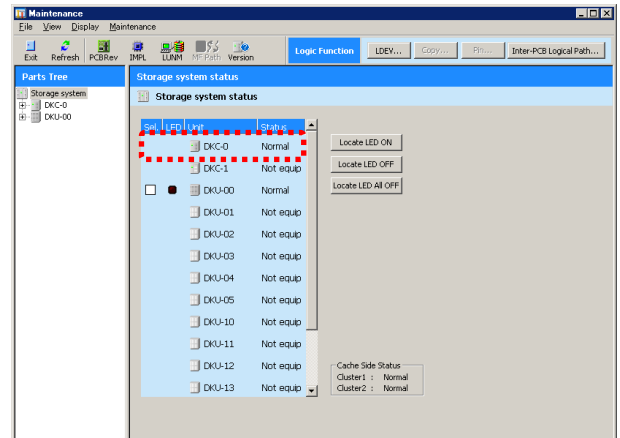 Maintenance
File View Display Maintenance
Exit Refresh PCBRev IMPL LUNM MF Path Version Logic Function LDEV... Copy... Pin... Inter-PCB Logical Path...
Parts Tree
Storage system
DKC-0
DKU-00
Storage system status
Storage system status
Sel. LED Unit Status
DKC-0 Normal
DKC-1 Not equip
DKU-00 Normal
DKU-01 Not equip
DKU-02 Not equip
DKU-03 Not equip
DKU-04 Not equip
DKU-05 Not equip
DKU-10 Not equip
DKU-11 Not equip
DKU-12 Not equip
DKU-13 Not equip
Locate LED ON
Locate LED OFF
Locate LED All OFF
Cache Side Status
Cluster1 : Normal
Cluster2 : Normal